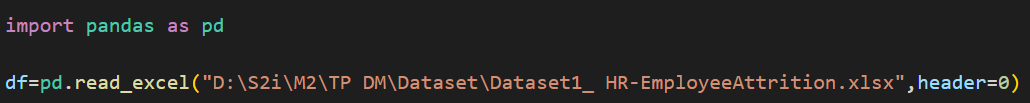 import pandas as pd
df=pd.read_excel("D:\S2i\M2\TP DM\Dataset\Dataset1_ HR-EmployeeAttrition.xlsx",header=0)